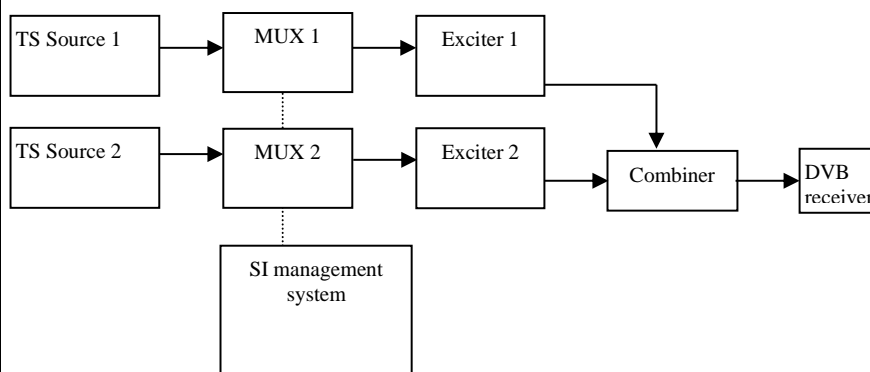 TS Source 1
MUX 1
Exciter 1
TS Source 2
MUX 2
Exciter 2
Combiner
DVB
receiver
SI management
system